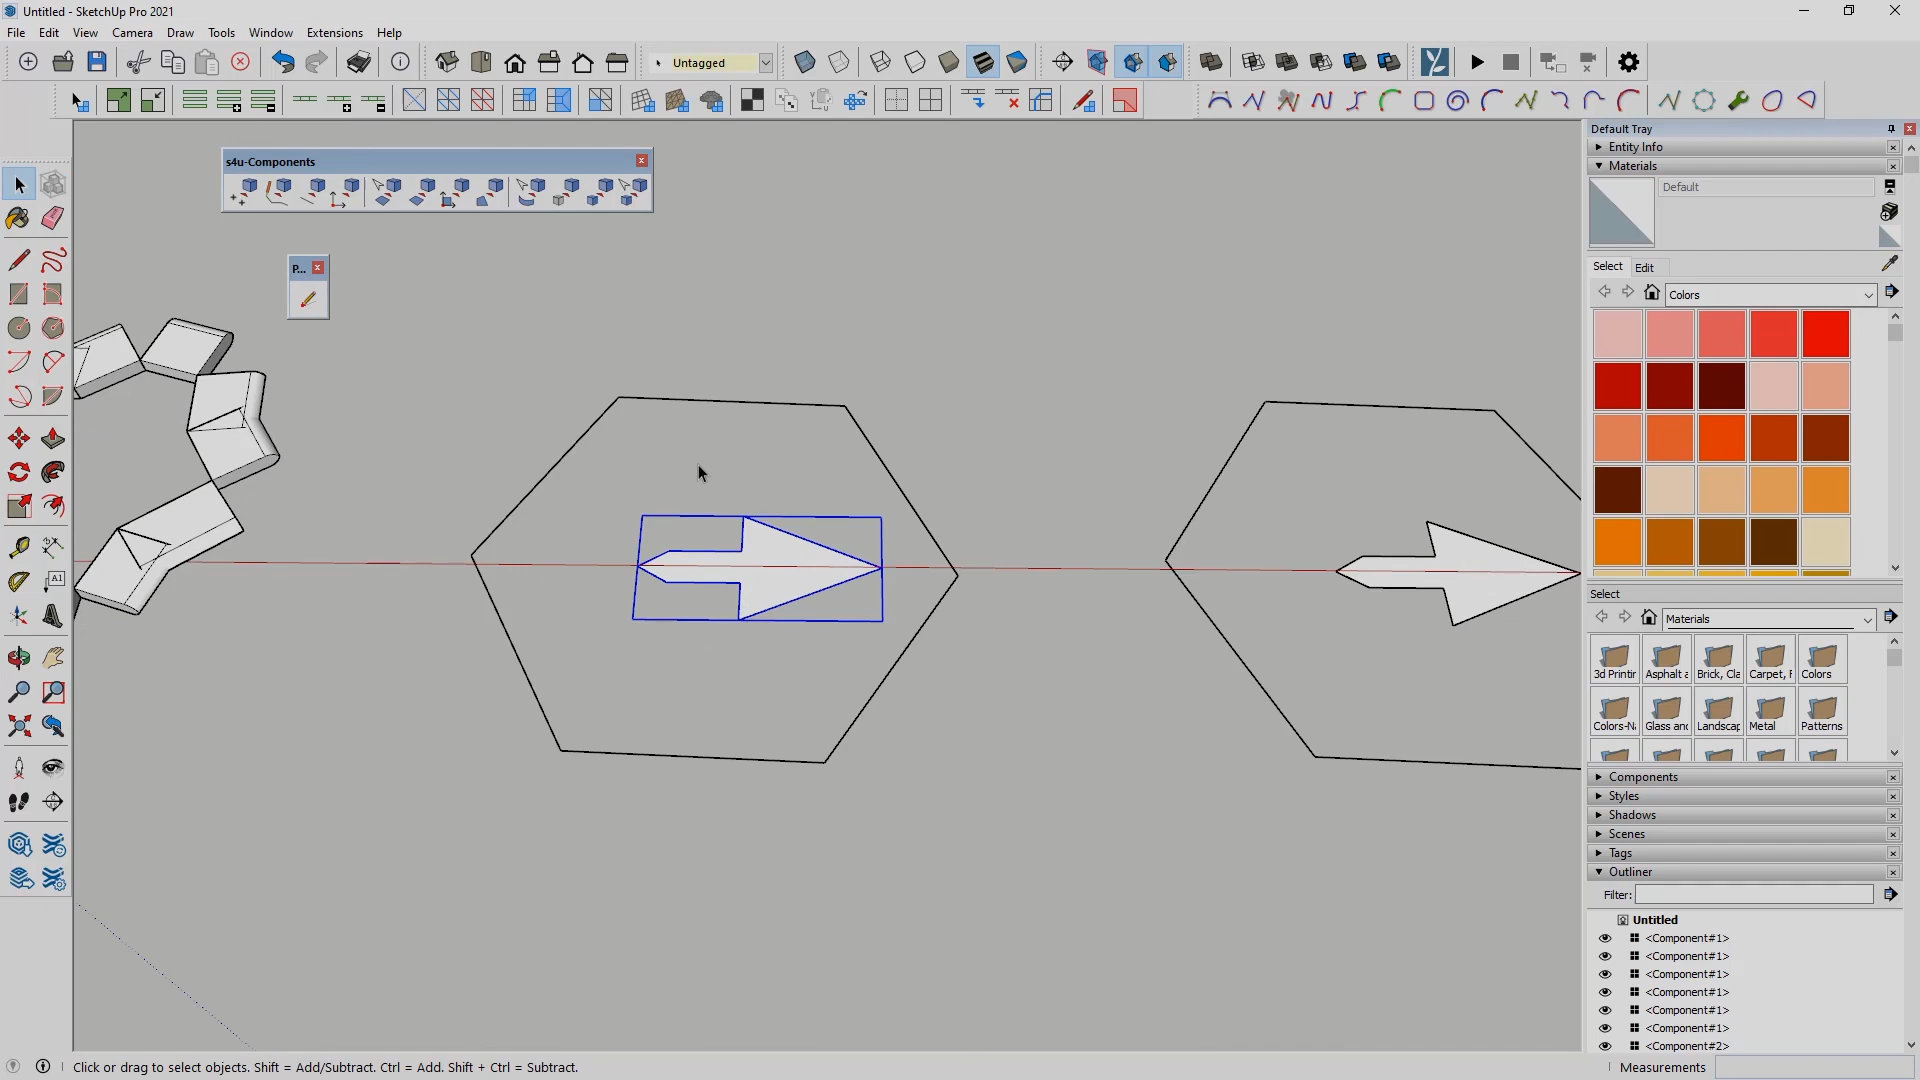 Untitled - SketchUp Pro 2021
File Edit View Camera Draw Tools Window Extensions Help
Untagged
s4u-Components
P...
A1
Default Tray
Entity Info
Materials
Default
Select Edit
Colors
Select
Materials
3d Printir Asphalt a Brick, Cla Carpet, F Colors
Colors-Na Glass and Landscap Metal Patterns
Components
Styles
Shadows
Scenes
Tags
Outliner
Filter:
Untitled
<Component#1>
<Component#1>
<Component#1>
<Component#1>
<Component#1>
<Component#1>
<Component#2>
Click or drag to select objects. Shift = Add/Subtract. Ctrl = Add. Shift + Ctrl = Subtract.
Measurements